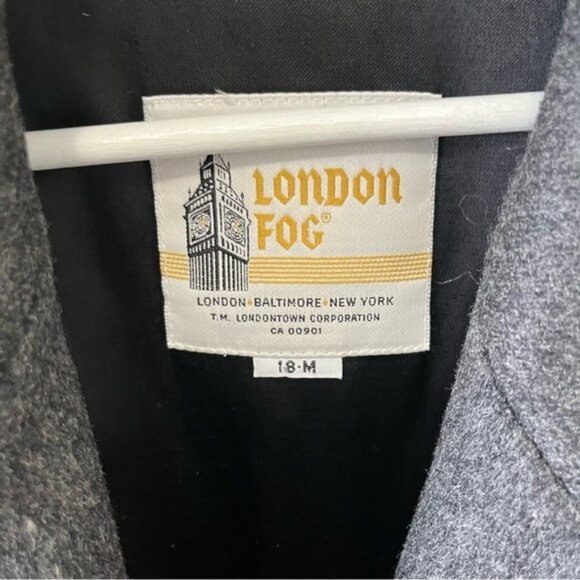 LONDON
FOG®
LONDON • BALTIMORE • NEW YORK
T.M. LONDONTOWN CORPORATION
CA 00901
18-M